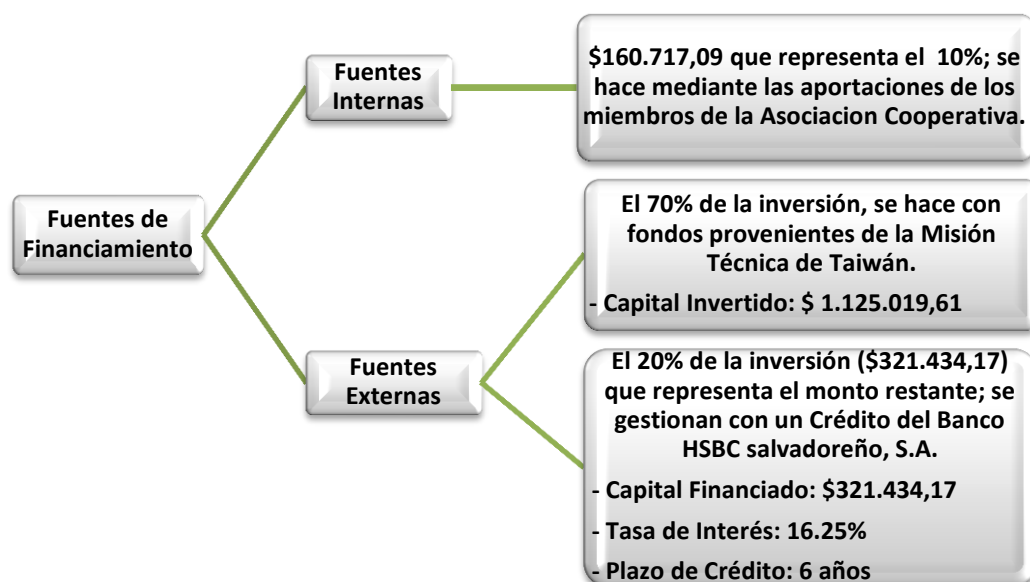 Fuentes de
Financiamiento
Fuentes
Internas
$160.717,09 que representa el  10%; se
hace mediante las aportaciones de los
miembros de la Asociacion Cooperativa.
Fuentes
Externas
El 70% de la inversión, se hace con
fondos provenientes de la Misión
Técnica de Taiwán.
- Capital Invertido: $ 1.125.019,61
El 20% de la inversión ($321.434,17)
que representa el monto restante; se
gestionan con un Crédito del Banco
HSBC salvadoreño, S.A.
- Capital Financiado: $321.434,17
- Tasa de Interés: 16.25%
- Plazo de Crédito: 6 años